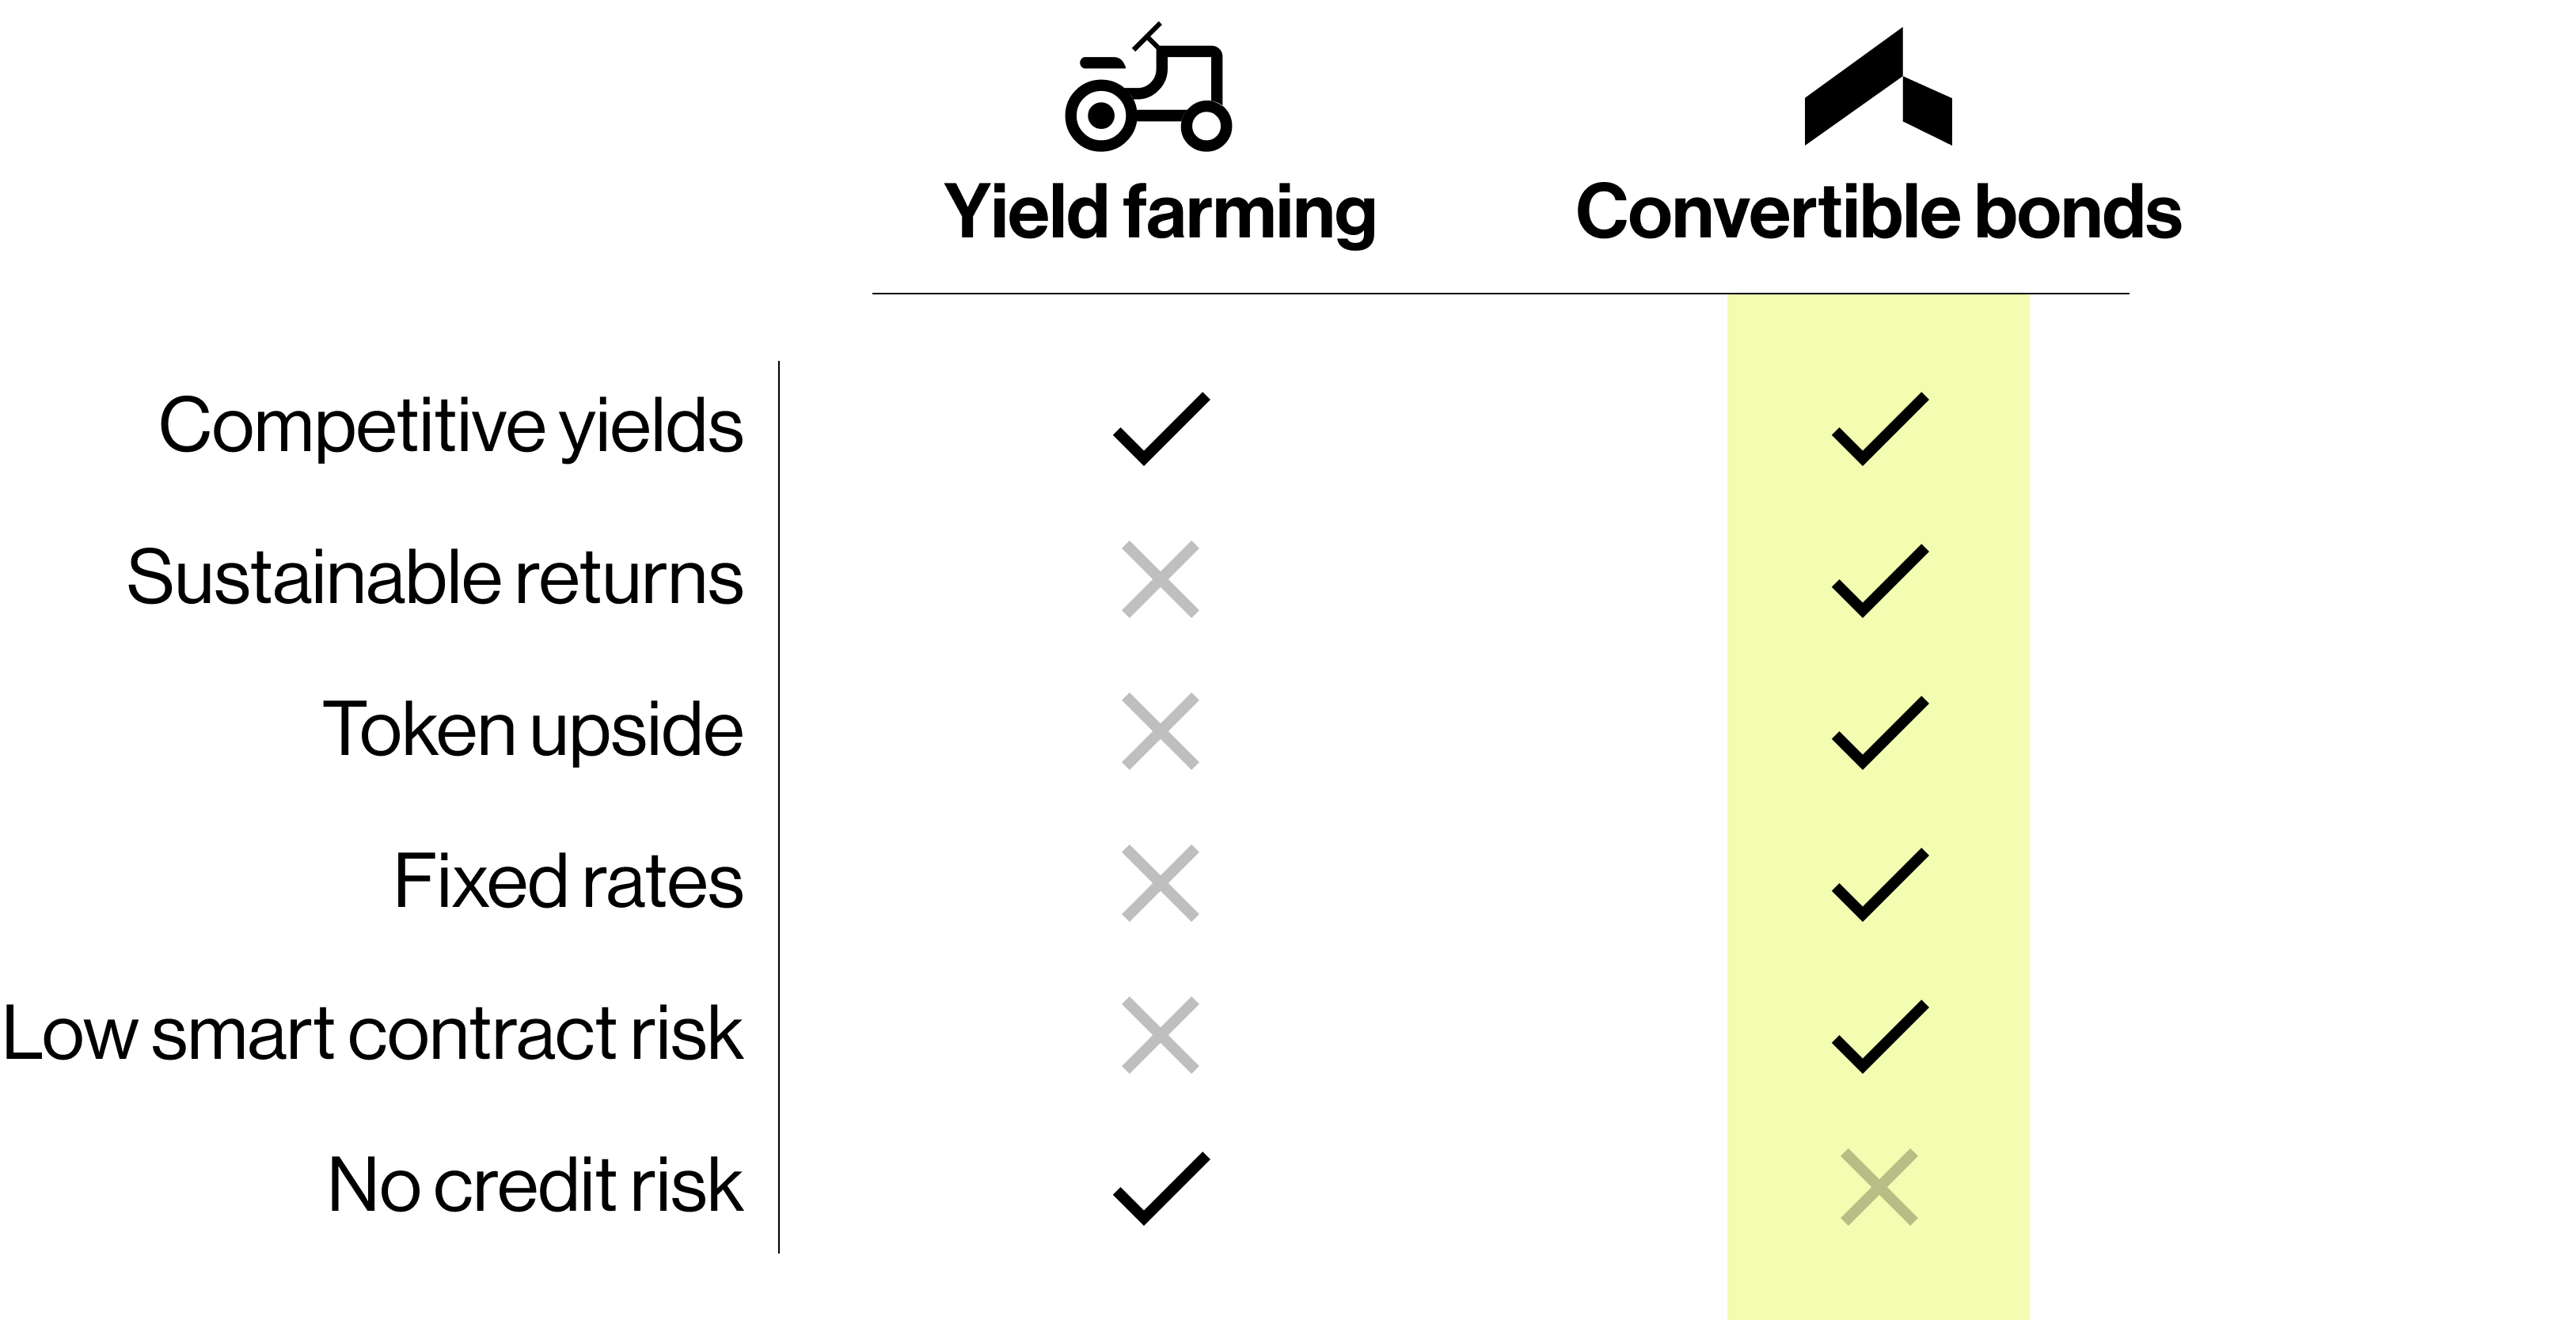 Yield farming
Convertible bonds
Competitive yields
Sustainable returns
Token upside
Fixed rates
Low smart contract risk
No credit risk